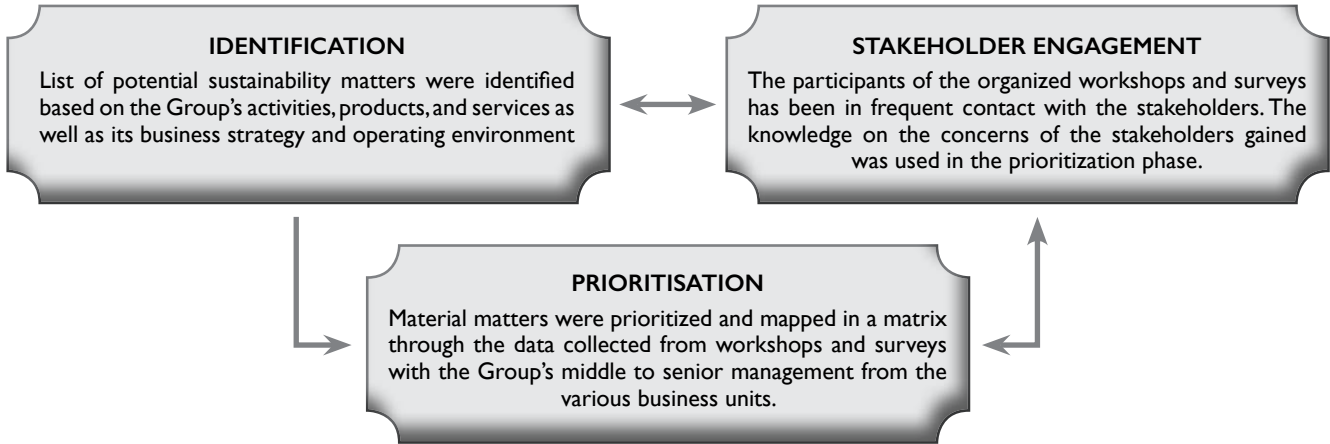 IDENTIFICATION
List of potential sustainability matters were identified
based on the Group's activities, products, and services as
well as its business strategy and operating environment
STAKEHOLDER ENGAGEMENT
The participants of the organized workshops and surveys
has been in frequent contact with the stakeholders. The
knowledge on the concerns of the stakeholders gained
was used in the prioritization phase.
PRIORITISATION
Material matters were prioritized and mapped in a matrix
through the data collected from workshops and surveys
with the Group's middle to senior management from the
various business units.